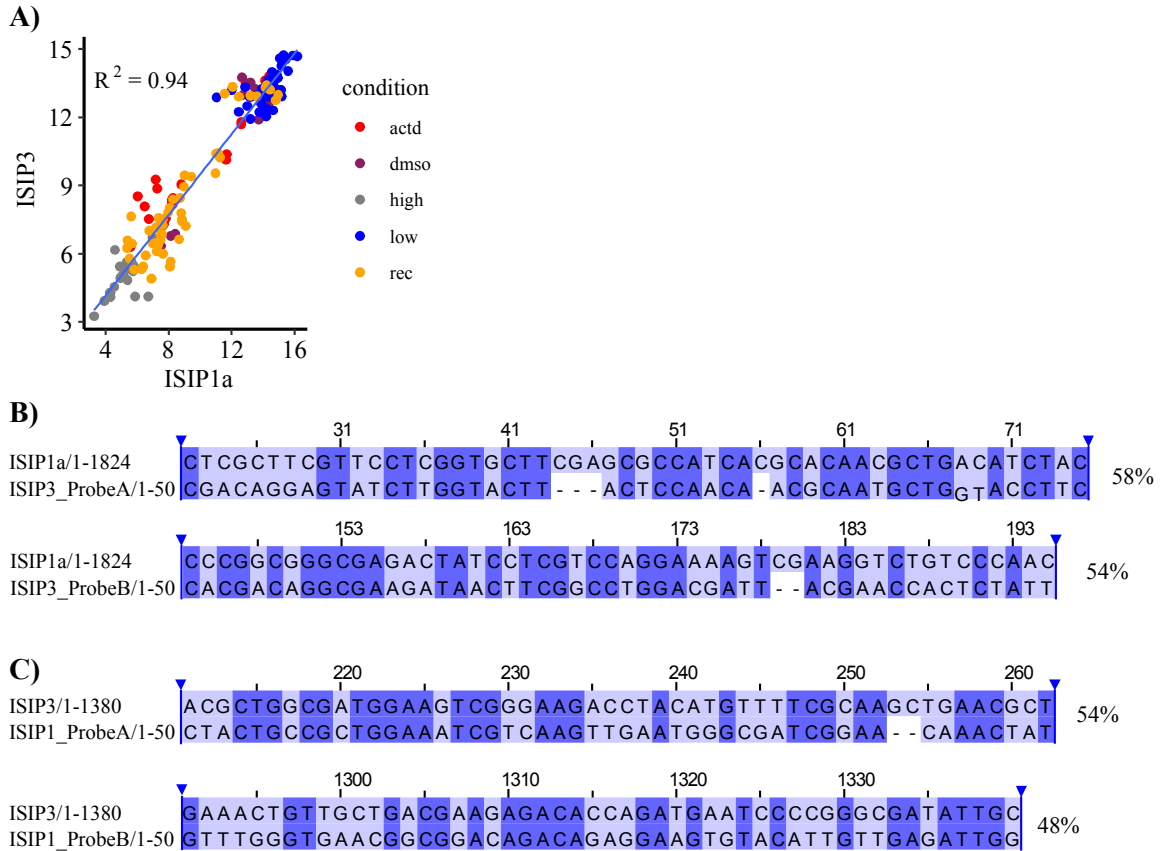 A)
15
12
9
6
3
ISIP3
R² = 0.94
4 8 12 16
ISIP1a
condition
actd
dmso
high
low
rec
B)
31 41 51 61 71
ISIP1a/1-1824 CTCGCTTCGTTCCTCGGTGCTTCGAGCGCCATCACGCACAACGCTGACATCTAC
ISIP3_ProbeA/1-50 CGACAGGAGTATCTTGGTACTT---ACTCCAACA-ACGCAATGCTGGTACCTTC
58%
153 163 173 183 193
ISIP1a/1-1824 CCCGGCGGGCGAGACTATCCTCGTCCAGGAAAAGTCGAAGGTCTGTCCCAAC
ISIP3_ProbeB/1-50 CACGACAGGCGAAGATAACTTCGGCCTGGACGATT--ACGAACCACTCTATT
54%
C)
220 230 240 250 260
ISIP3/1-1380 ACGCTGGCGATGGAAGTCGGGAAGACCTACATGTTTTCGCAAGCTGAACGCT
ISIP1_ProbeA/1-50 CTACTGCCGCTGGAAATCGTCAAGTTGAATGGGCGATCGGAA--CAAACTAT
54%
1300 1310 1320 1330
ISIP3/1-1380 GAAACTGTTGCTGACGAAGAGACACCAGATGAATCCCCGGGCGATATTGC
ISIP1_ProbeB/1-50 GTTTGGGTGAACGGCGGACAGACAGAGGAAGTGTACATTGTTGAGATTGG
48%